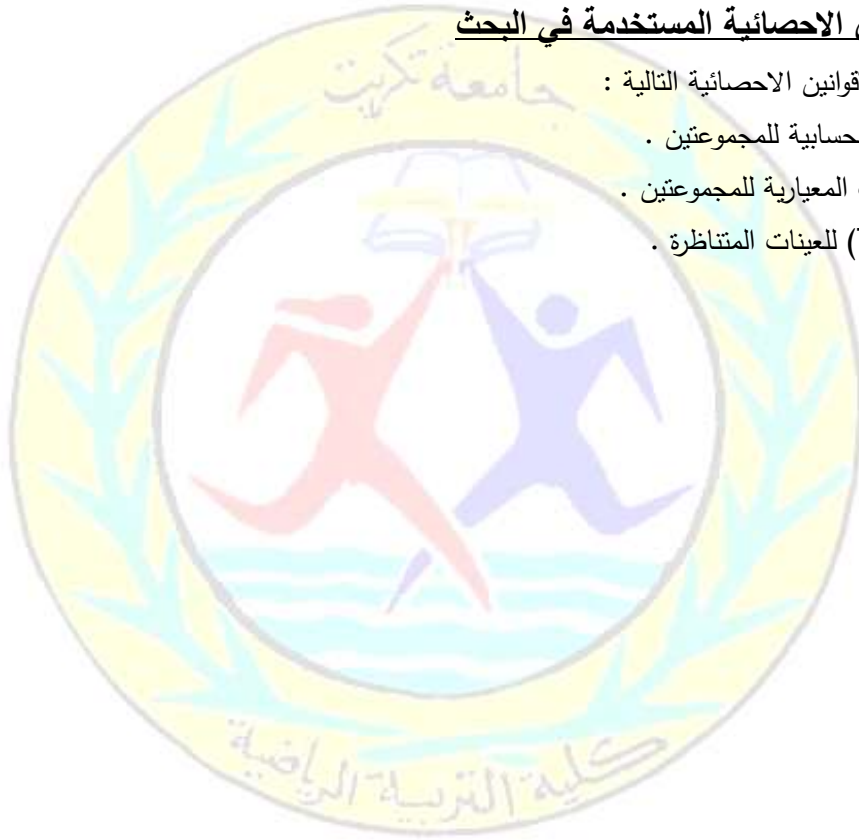 الاحصائية المستخدمة في البحث
قوانين الاحصائية التالية :
حسابية للمجموعتين .
المعيارية للمجموعتين .
) للعينات المتناظرة .
جامعة تكريت
كلية التربية الرياضية